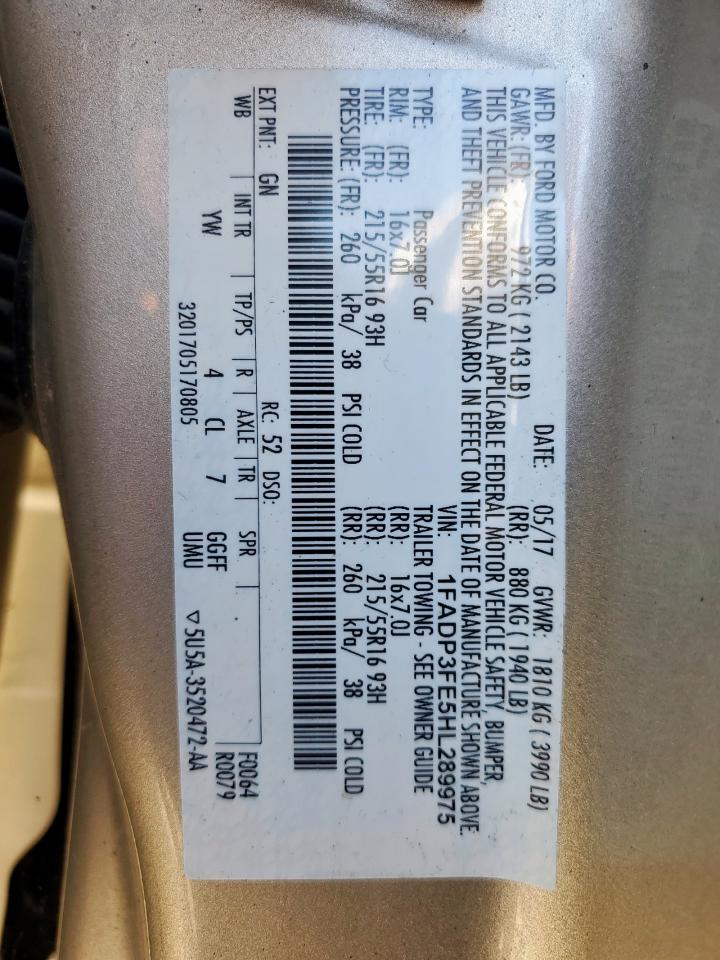 MFD. BY FORD MOTOR CO. DATE: 05/17 GVWR: 1810 KG ( 3990 LB)
GAWR: (FR): 972 KG ( 2143 LB) (RR): 880 KG ( 1940 LB)
THIS VEHICLE CONFORMS TO ALL APPLICABLE FEDERAL MOTOR VEHICLE SAFETY, BUMPER,
AND THEFT PREVENTION STANDARDS IN EFFECT ON THE DATE OF MANUFACTURE SHOWN ABOVE.
VIN: 1FADP3FE5HL289975
TYPE: Passenger Car TRAILER TOWING - SEE OWNER GUIDE
RIM: (FR): 16x7.0J (RR): 16x7.0J
TIRE: (FR): 215/55R16 93H (RR): 215/55R16 93H
PRESSURE: (FR): 260 kPa/ 38 PSI COLD (RR): 260 kPa/ 38 PSI COLD
EXT PNT: GN RC: 52 DSO: F0064
WB INT TR TP/PS R AXLE TR SPR R0079
YW 4 CL 7 GGFF
3201705170805 UMU ▽5U5A-3520472-AA